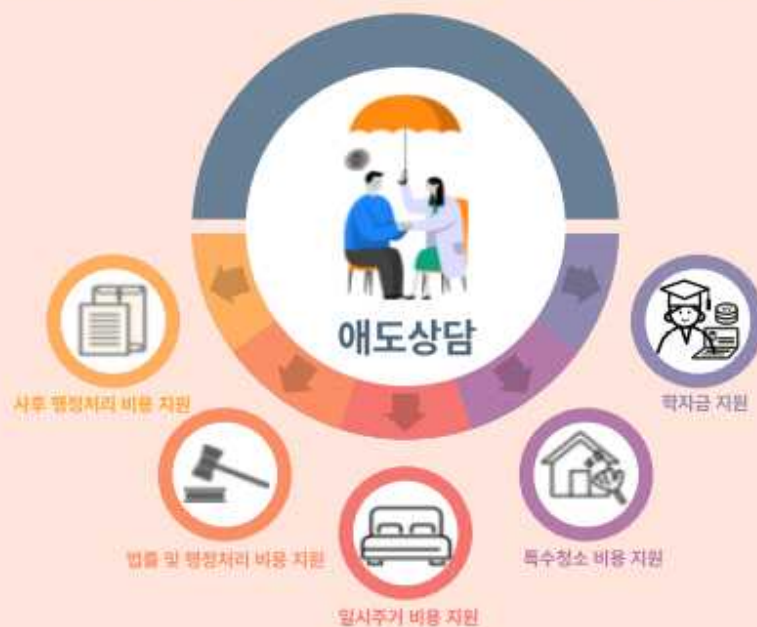 애도상담
사후 행정처리 비용 지원
법률 및 행정처리 비용 지원
일시주거 비용 지원
특수청소 비용 지원
학자금 지원